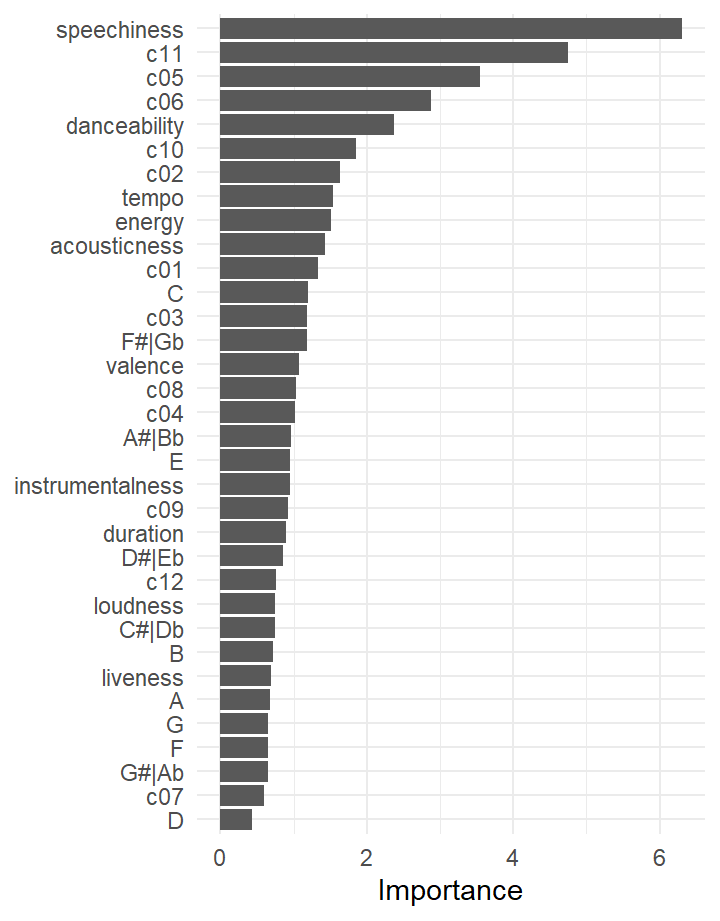 speechiness
c11
c05
c06
danceability
c10
c02
tempo
energy
acousticness
c01
C
c03
F#|Gb
valence
c08
c04
A#|Bb
E
instrumentalness
c09
duration
D#|Eb
c12
loudness
C#|Db
B
liveness
A
G
F
G#|Ab
c07
D
0 2 4 6
Importance